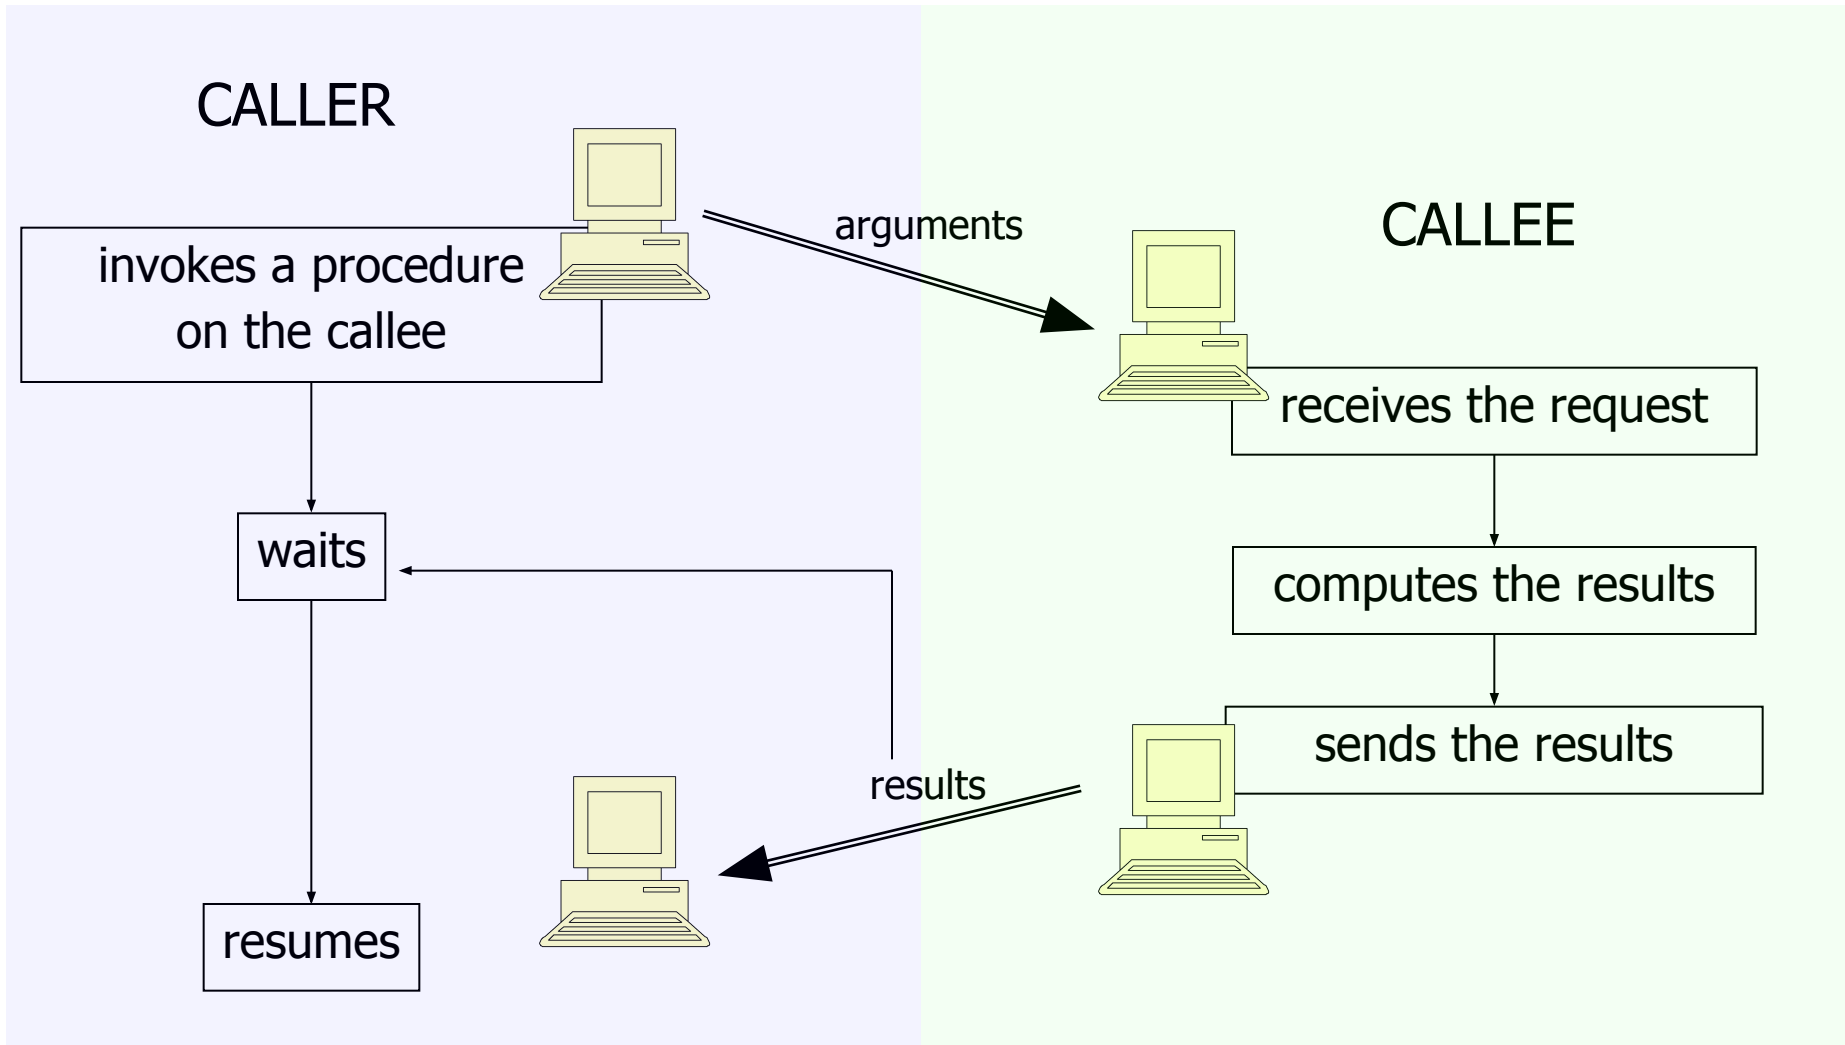 CALLER
invokes a procedure
on the callee
waits
resumes
arguments
results
CALLEE
receives the request
computes the results
sends the results